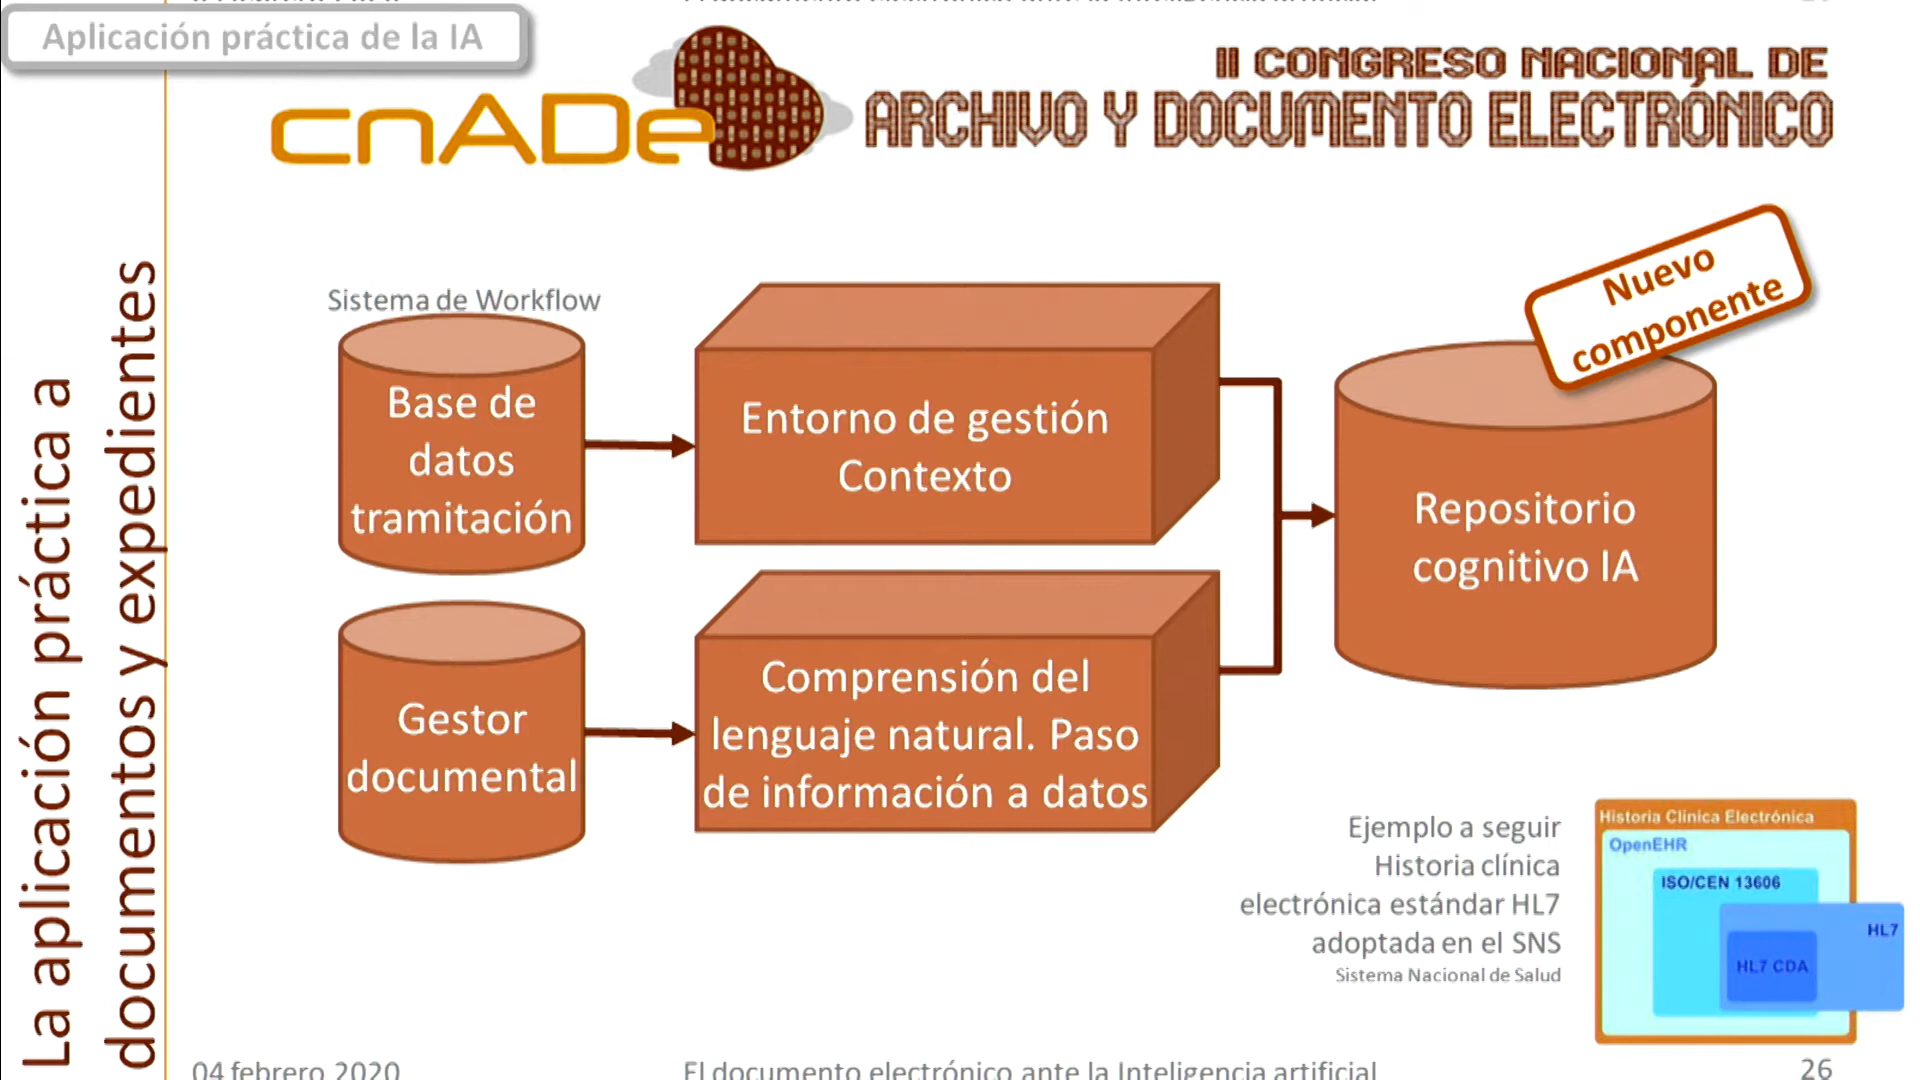 Aplicación práctica de la IA
cnADe
II CONGRESO NACIONAL DE
ARCHIVO Y DOCUMENTO ELECTRÓNICO
La aplicación práctica a
documentos y expedientes
Sistema de Workflow
Base de
datos
tramitación
Entorno de gestión
Contexto
Nuevo
componente
Repositorio
cognitivo IA
Gestor
documental
Comprensión del
lenguaje natural. Paso
de información a datos
Ejemplo a seguir
Historia clínica
electrónica estándar HL7
adoptada en el SNS
Sistema Nacional de Salud
Historia Clínica Electrónica
OpenEHR
ISO/CEN 13606
HL7
HL7 CDA
04 febrero 2020
El documento electrónico ante la Inteligencia artificial
26